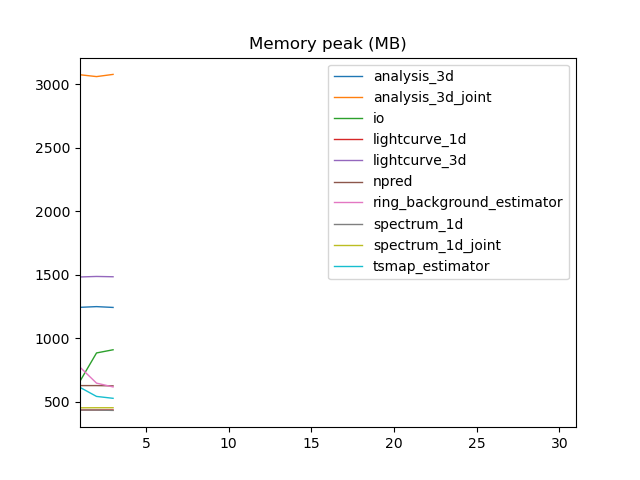 Memory peak (MB)
3000
2500
2000
1500
1000
500
5
10
15
20
25
30
analysis_3d
analysis_3d_joint
io
lightcurve_1d
lightcurve_3d
npred
ring_background_estimator
spectrum_1d
spectrum_1d_joint
tsmap_estimator